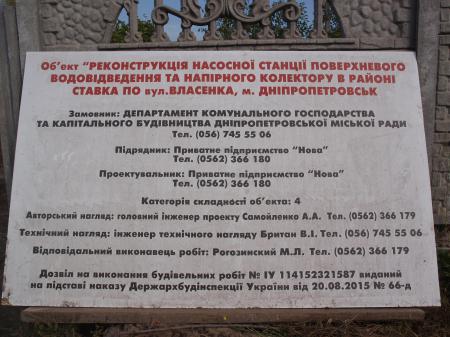 Об'єкт "РЕКОНСТРУКЦІЯ НАСОСНОЇ СТАНЦІЇ ПОВЕРХНЕВОГО
ВОДОВІДВЕДЕННЯ ТА НАПІРНОГО КОЛЕКТОРУ В РАЙОНІ
СТАВКА ПО вул.ВЛАСЕНКА, м. ДНІПРОПЕТРОВСЬК
Замовник: ДЕПАРТАМЕНТ КОМУНАЛЬНОГО ГОСПОДАРСТВА
ТА КАПІТАЛЬНОГО БУДІВНИЦТВА ДНІПРОПЕТРОВСЬКОЇ МІСЬКОЇ РАДИ
Тел. (056) 745 55 06
Підрядник: Приватне підприємство "Нова"
Тел. (0562) 366 180
Проектувальник: Приватне підприємство "Нова"
Тел. (0562) 366 180
Категорія складності об'єкта: 4
Авторський нагляд: головний інженер проекту Самойленко А.А. Тел. (0562) 366 179
Технічний нагляд: інженер технічного нагляду Британ В.І. Тел. (056) 745 55 06
Відповідальний виконавець робіт: Рогозинский М.Л. Тел. (0562) 366 179
Дозвіл на виконання будівельних робіт № ІУ 114152321587 виданий
на підставі наказу Держархбудінспекції України від 20.08.2015 № 66-д